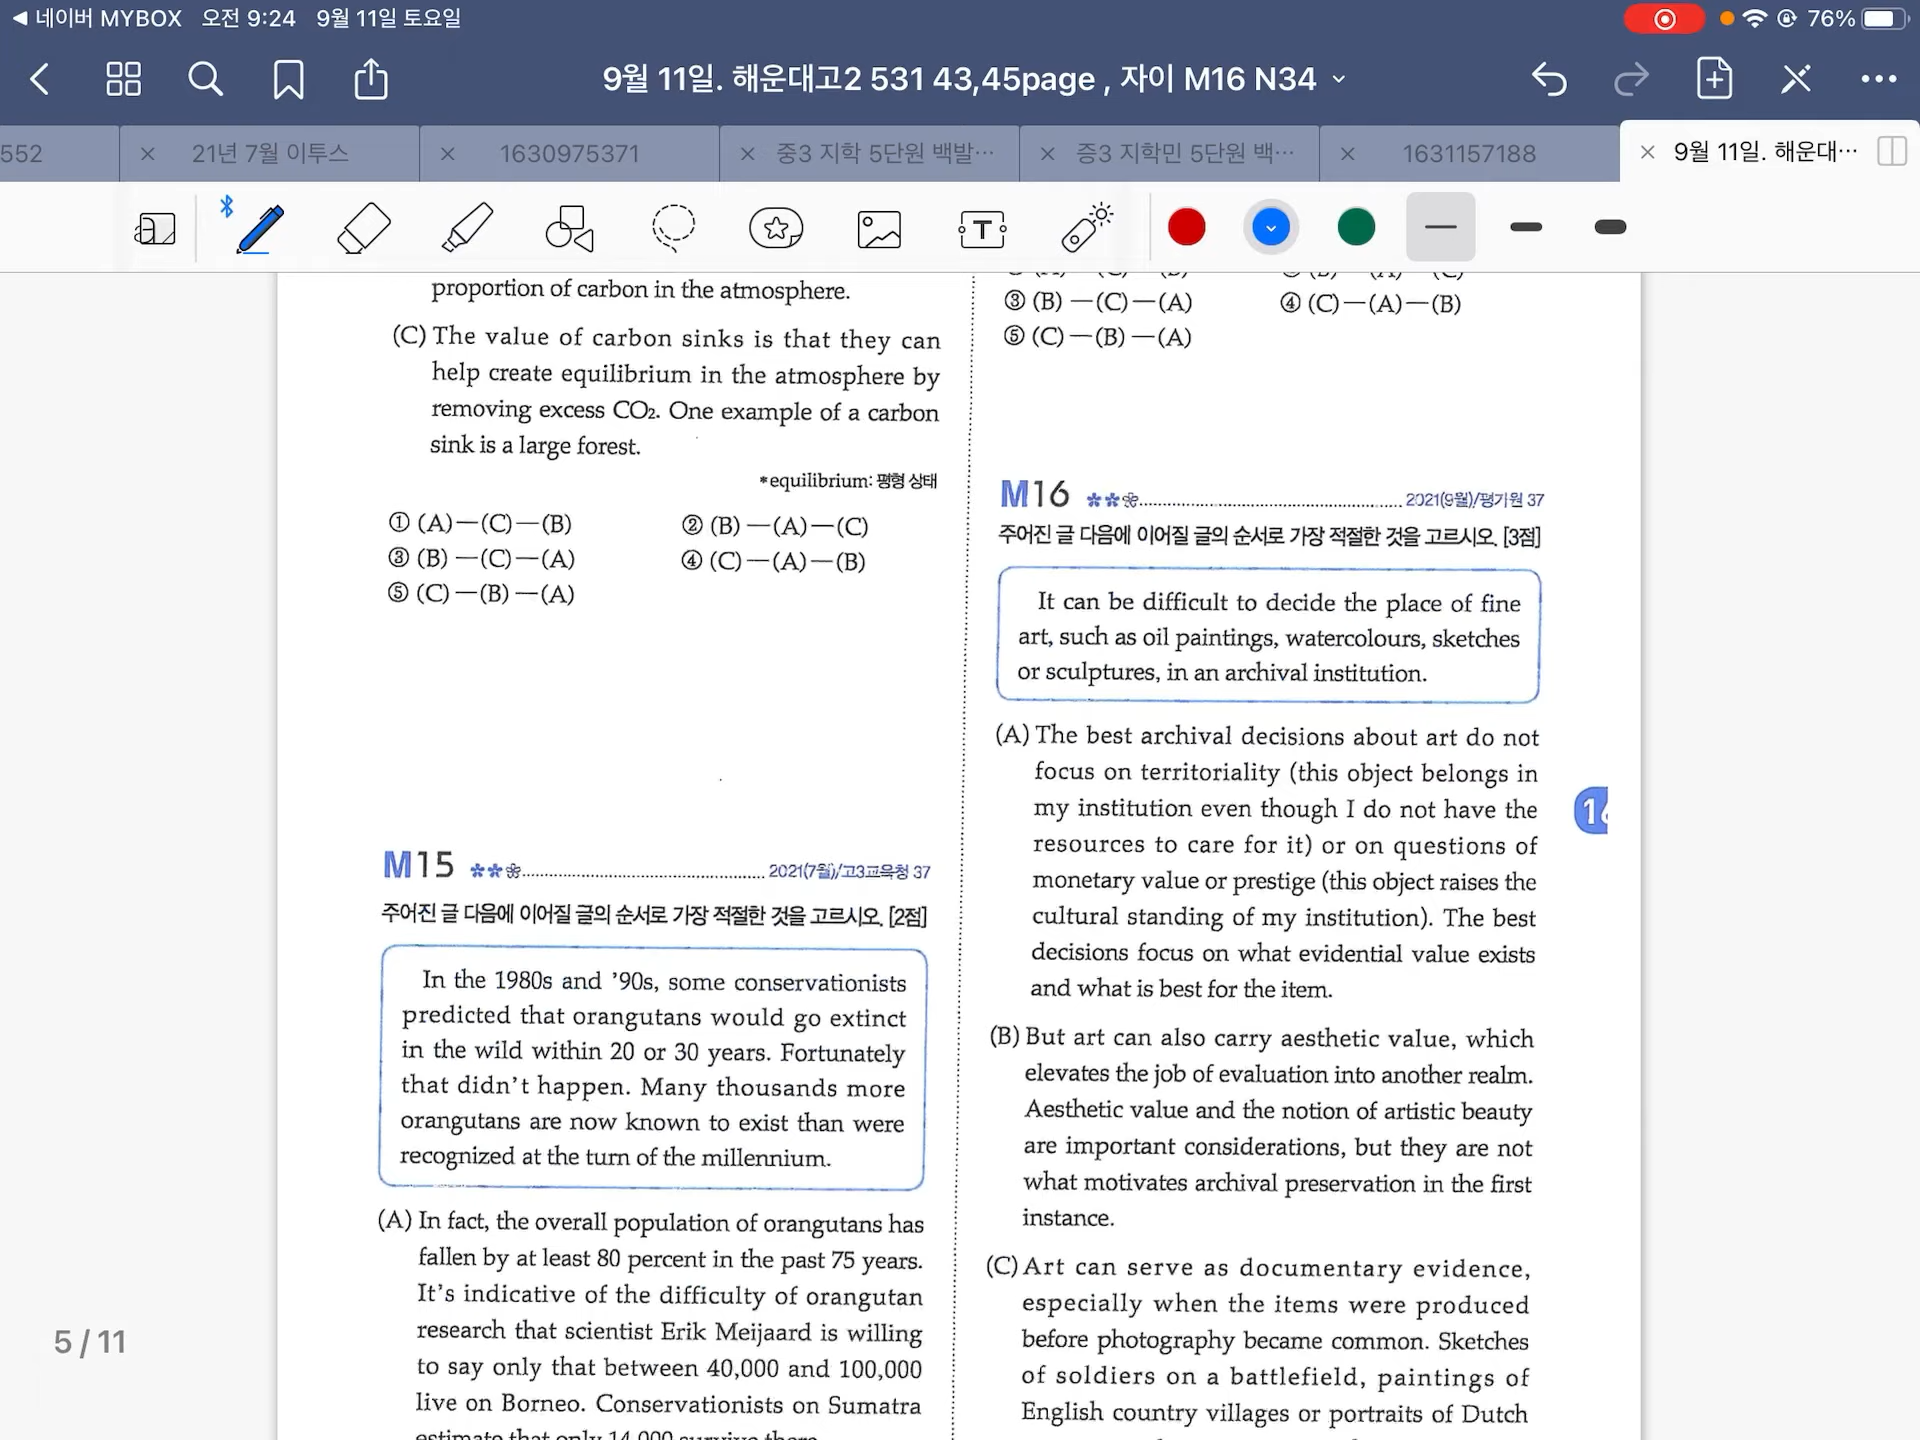 네이버 MYBOX 오전 9:24 9월 11일 토요일
76%
9월 11일. 해운대고2 531 43,45page , 자이 M16 N34
552
21년 7월 이투스
1630975371
중3 지학 5단원 백발…
증3 지학민 5단원 백…
1631157188
9월 11일. 해운대…
proportion of carbon in the atmosphere.
(C) The value of carbon sinks is that they can
help create equilibrium in the atmosphere by
removing excess CO₂. One example of a carbon
sink is a large forest.
*equilibrium: 평형 상태
① (A)—(C)—(B)
② (B)—(A)—(C)
③ (B)—(C)—(A)
④ (C)—(A)—(B)
⑤ (C)—(B)—(A)
M15
2021(7월)/고3교육청 37
주어진 글 다음에 이어질 글의 순서로 가장 적절한 것을 고르시오. [2점]
In the 1980s and ’90s, some conservationists
predicted that orangutans would go extinct
in the wild within 20 or 30 years. Fortunately
that didn’t happen. Many thousands more
orangutans are now known to exist than were
recognized at the turn of the millennium.
(A) In fact, the overall population of orangutans has
fallen by at least 80 percent in the past 75 years.
It’s indicative of the difficulty of orangutan
research that scientist Erik Meijaard is willing
to say only that between 40,000 and 100,000
live on Borneo. Conservationists on Sumatra
estimate that only 14,000 survive there.
③ (B)—(C)—(A)
④ (C)—(A)—(B)
⑤ (C)—(B)—(A)
M16
2021(9월)/평가원 37
주어진 글 다음에 이어질 글의 순서로 가장 적절한 것을 고르시오. [3점]
It can be difficult to decide the place of fine
art, such as oil paintings, watercolours, sketches
or sculptures, in an archival institution.
(A) The best archival decisions about art do not
focus on territoriality (this object belongs in
my institution even though I do not have the
resources to care for it) or on questions of
monetary value or prestige (this object raises the
cultural standing of my institution). The best
decisions focus on what evidential value exists
and what is best for the item.
(B) But art can also carry aesthetic value, which
elevates the job of evaluation into another realm.
Aesthetic value and the notion of artistic beauty
are important considerations, but they are not
what motivates archival preservation in the first
instance.
(C) Art can serve as documentary evidence,
especially when the items were produced
before photography became common. Sketches
of soldiers on a battlefield, paintings of
English country villages or portraits of Dutch
5 / 11